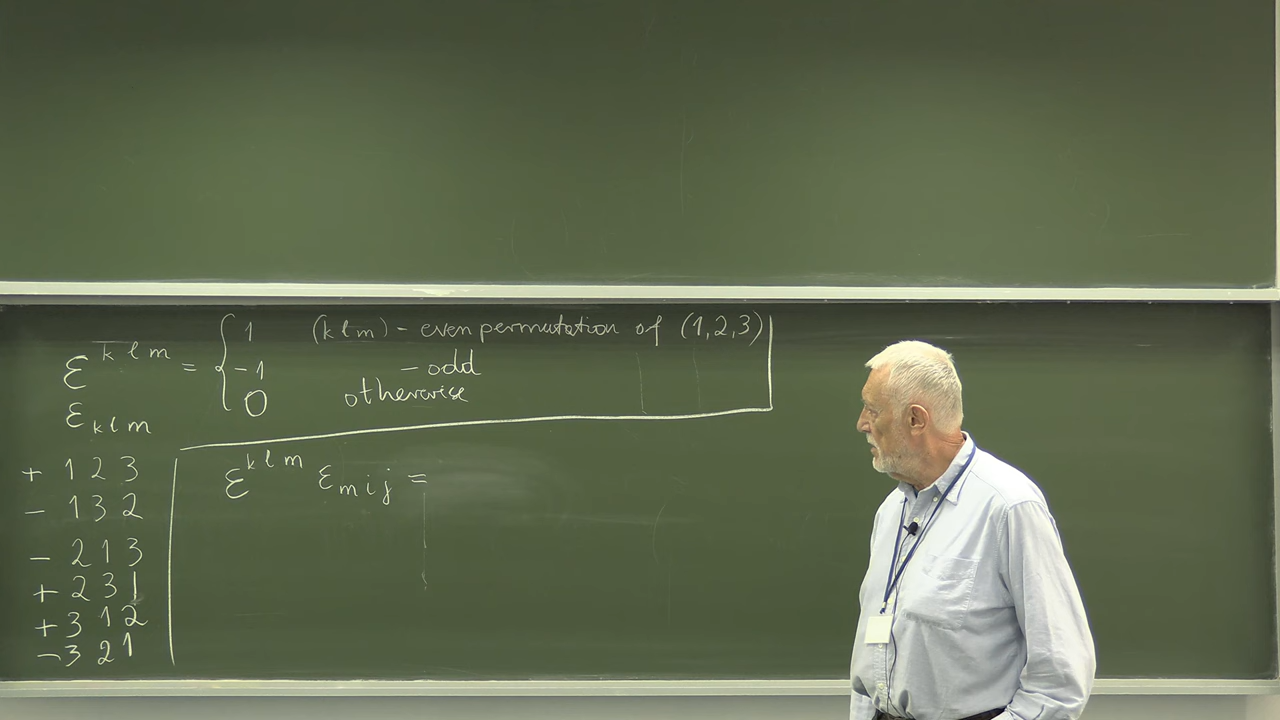 ε^{klm} = { 1 (klm) - even permutation of (1,2,3)
-1 - odd
0 otherwise
ε_{klm}
+ 1 2 3
- 1 3 2
- 2 1 3
+ 2 3 1
+ 3 1 2
- 3 2 1
ε^{klm} ε_{mij} =